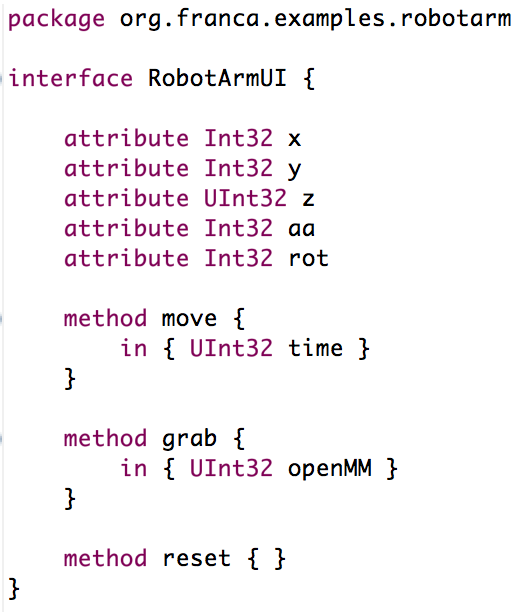 package org.franca.examples.robotarm
interface RobotArmUI {
attribute Int32 x
attribute Int32 y
attribute UInt32 z
attribute Int32 aa
attribute Int32 rot
method move {
in { UInt32 time }
}
method grab {
in { UInt32 openMM }
}
method reset { }
}